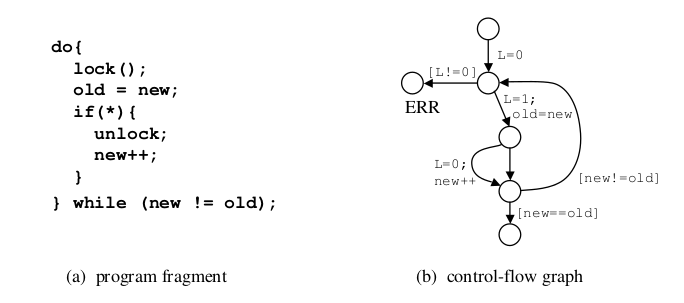 do{
lock();
old = new;
if(*){
unlock;
new++;
}
} while (new != old);
(a) program fragment
L=0
[L!=0]
ERR
L=1;
old=new
L=0;
new++
[new!=old]
[new==old]
(b) control-flow graph